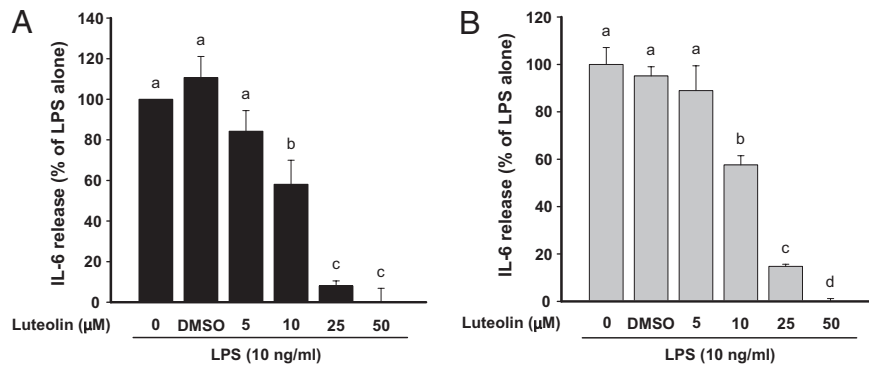 A
IL-6 release (% of LPS alone)
140
120
100
80
60
40
20
0
a
a
a
b
c
c
Luteolin (μM)
0 DMSO 5 10 25 50
LPS (10 ng/ml)
B
IL-6 release (% of LPS alone)
120
100
80
60
40
20
0
a
a
a
b
c
d
Luteolin (μM)
0 DMSO 5 10 25 50
LPS (10 ng/ml)